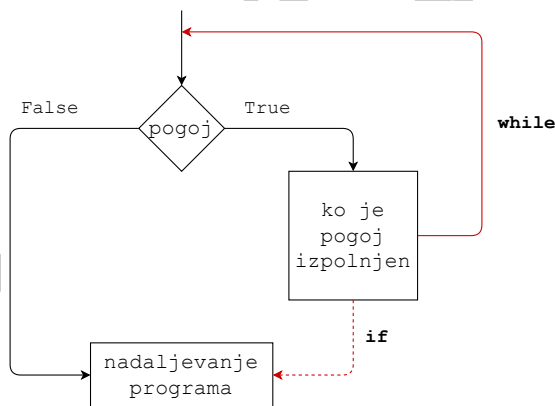 False
True
pogoj
while
ko je
pogoj
izpolnjen
if
nadaljevanje
programa